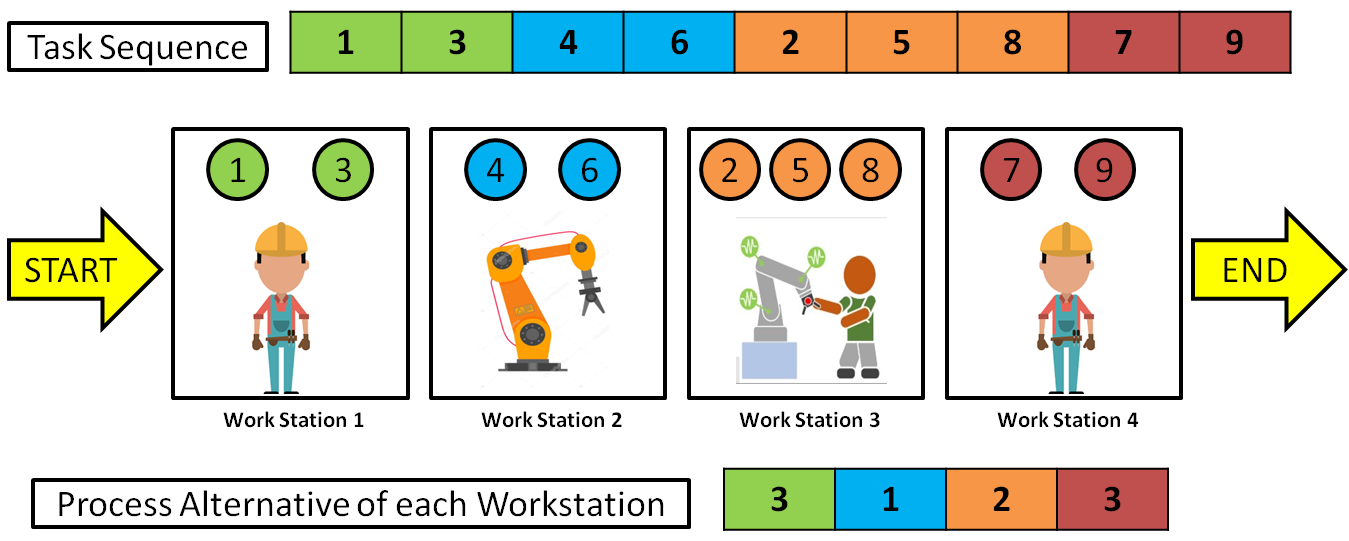 Task Sequence 1 3 4 6 2 5 8 7 9
1 3 4 6 2 5 8 7 9
START END
Work Station 1 Work Station 2 Work Station 3 Work Station 4
Process Alternative of each Workstation 3 1 2 3